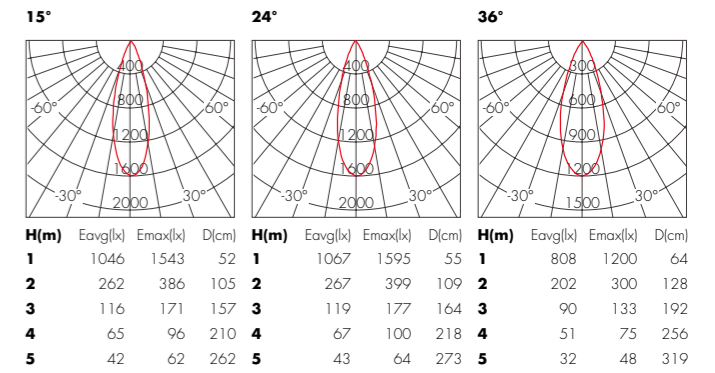 15° 24° 36°
400 400 300
800 800 600
-60° 60° -60° 60° -60° 60°
1200 1200 900
1600 1600 1200
-30° 30° -30° 30° -30° 30°
2000 2000 1500
H(m) Eavg(lx) Emax(lx) D(cm) H(m) Eavg(lx) Emax(lx) D(cm) H(m) Eavg(lx) Emax(lx) D(cm)
1 1046 1543 52 1 1067 1595 55 1 808 1200 64
2 262 386 105 2 267 399 109 2 202 300 128
3 116 171 157 3 119 177 164 3 90 133 192
4 65 96 210 4 67 100 218 4 51 75 256
5 42 62 262 5 43 64 273 5 32 48 319